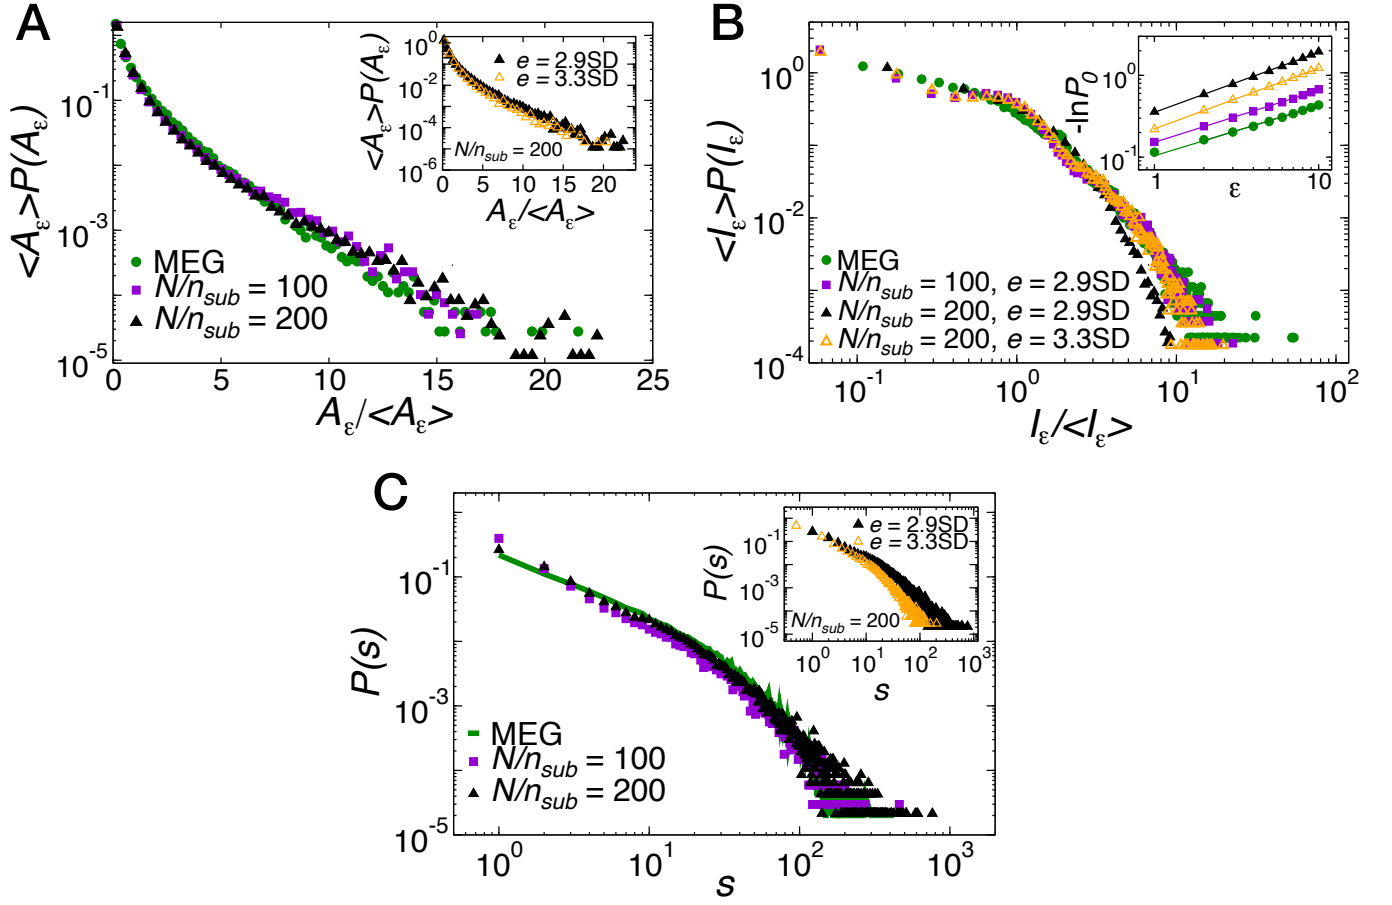 A
<A_ε>P(A_ε)
10^-1
10^-3
10^-5
0
5
10
15
20
25
A_ε/<A_ε>
MEG
N/n_sub = 100
N/n_sub = 200
<A_ε>P(A_ε)
10^0
10^-2
10^-4
10^-6
0
5
10
15
20
A_ε/<A_ε>
e = 2.9SD
e = 3.3SD
N/n_sub = 200
B
<I_ε>P(I_ε)
10^0
10^-2
10^-4
10^-1
10^0
10^1
10^2
I_ε/<I_ε>
MEG
N/n_sub = 100, e = 2.9SD
N/n_sub = 200, e = 2.9SD
N/n_sub = 200, e = 3.3SD
-lnP_0
10^0
10^-1
1
ε
10
C
P(s)
10^-1
10^-3
10^-5
10^0
10^1
10^2
10^3
s
MEG
N/n_sub = 100
N/n_sub = 200
P(s)
10^-1
10^-3
10^-5
10^0
10^1
10^2
10^3
s
e = 2.9SD
e = 3.3SD
N/n_sub = 200